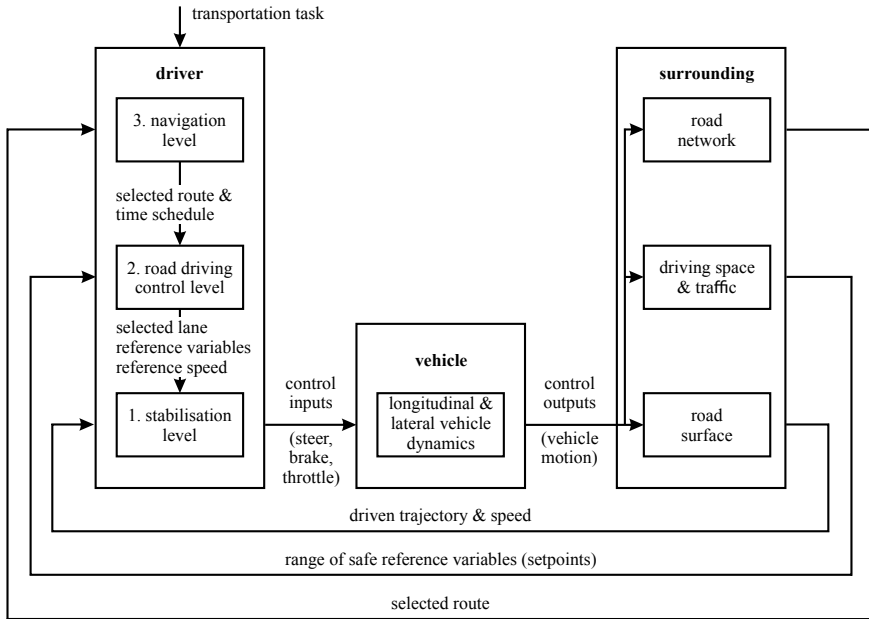 transportation task
driver
3. navigation
level
selected route &
time schedule
2. road driving
control level
selected lane
reference variables
reference speed
1. stabilisation
level
control
inputs
(steer,
brake,
throttle)
vehicle
longitudinal &
lateral vehicle
dynamics
control
outputs
(vehicle
motion)
surrounding
road
network
driving space
& traffic
road
surface
driven trajectory & speed
range of safe reference variables (setpoints)
selected route